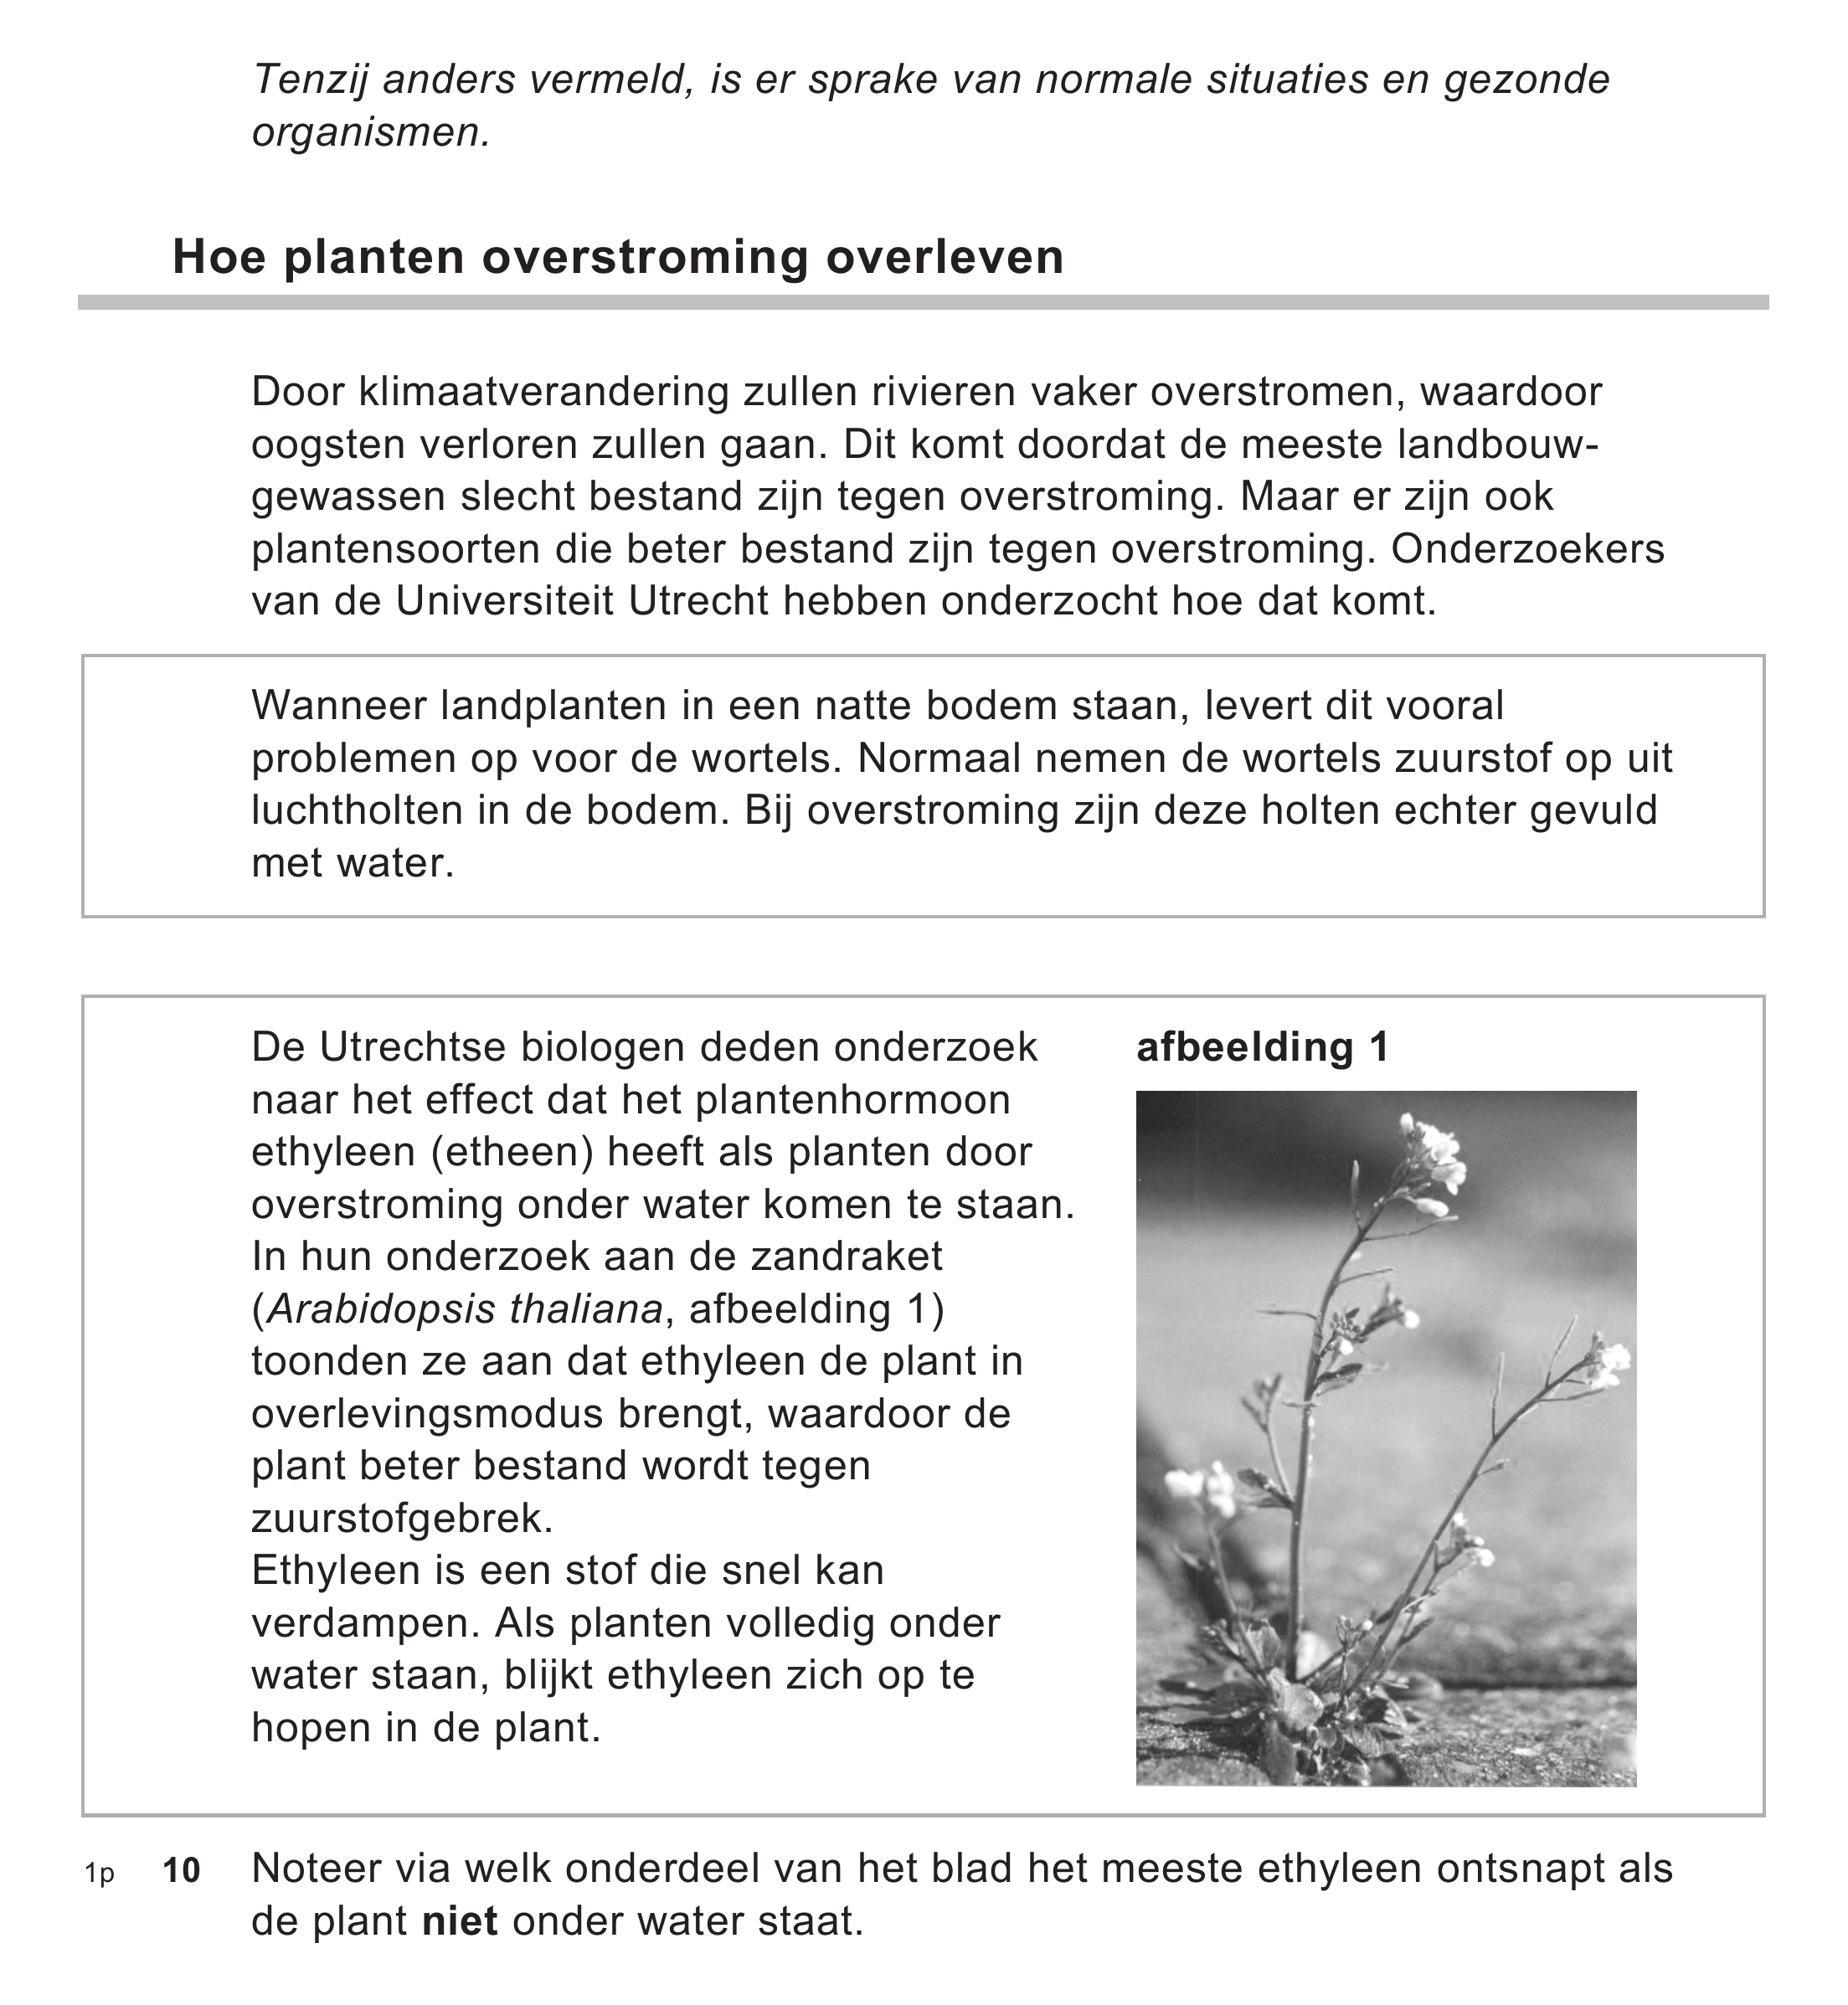 Tenzij anders vermeld, is er sprake van normale situaties en gezonde
organismen.
Hoe planten overstroming overleven
Door klimaatverandering zullen rivieren vaker overstromen, waardoor
oogsten verloren zullen gaan. Dit komt doordat de meeste landbouw-
gewassen slecht bestand zijn tegen overstroming. Maar er zijn ook
plantensoorten die beter bestand zijn tegen overstroming. Onderzoekers
van de Universiteit Utrecht hebben onderzocht hoe dat komt.
Wanneer landplanten in een natte bodem staan, levert dit vooral
problemen op voor de wortels. Normaal nemen de wortels zuurstof op uit
luchtholten in de bodem. Bij overstroming zijn deze holten echter gevuld
met water.
De Utrechtse biologen deden onderzoek
naar het effect dat het plantenhormoon
ethyleen (etheen) heeft als planten door
overstroming onder water komen te staan.
In hun onderzoek aan de zandraket
(Arabidopsis thaliana, afbeelding 1)
toonden ze aan dat ethyleen de plant in
overlevingsmodus brengt, waardoor de
plant beter bestand wordt tegen
zuurstofgebrek.
Ethyleen is een stof die snel kan
verdampen. Als planten volledig onder
water staan, blijkt ethyleen zich op te
hopen in de plant.
afbeelding 1
1p 10 Noteer via welk onderdeel van het blad het meeste ethyleen ontsnapt als
de plant niet onder water staat.